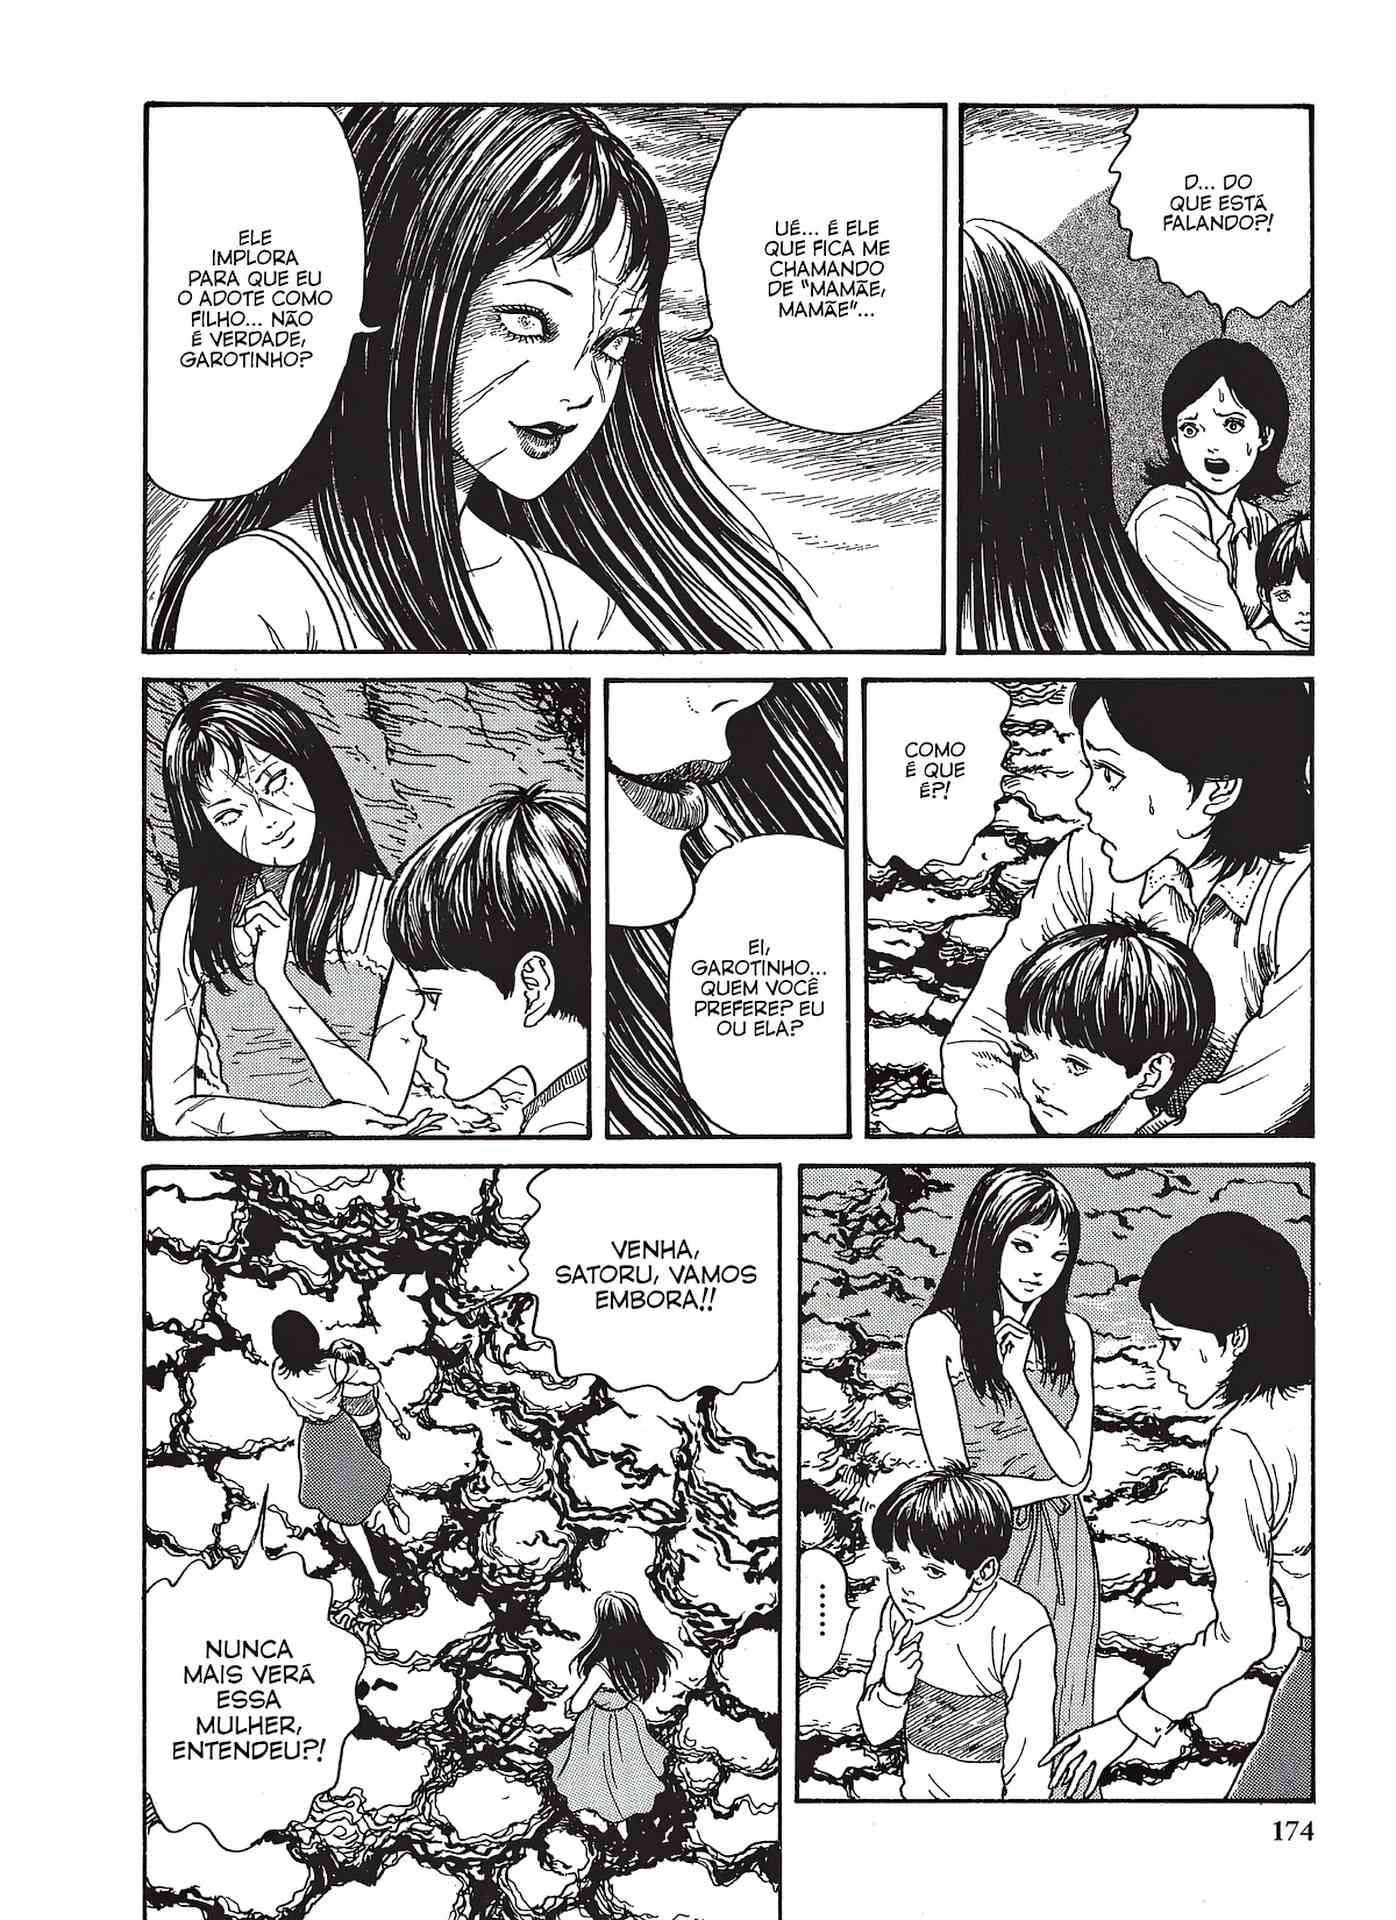 D... DO
QUE ESTÁ
FALANDO?!
UÉ... É ELE
QUE FICA ME
CHAMANDO
DE "MAMÃE,
MAMÃE"...
ELE
IMPLORA
PARA QUE EU
O ADOTE COMO
FILHO... NÃO
É VERDADE,
GAROTINHO?
COMO
É QUE
É?!
EI,
GAROTINHO...
QUEM VOCÊ
PREFERE? EU
OU ELA?
......
VENHA,
SATORU, VAMOS
EMBORA!!
NUNCA
MAIS VERÁ
ESSA
MULHER,
ENTENDEU?!
174